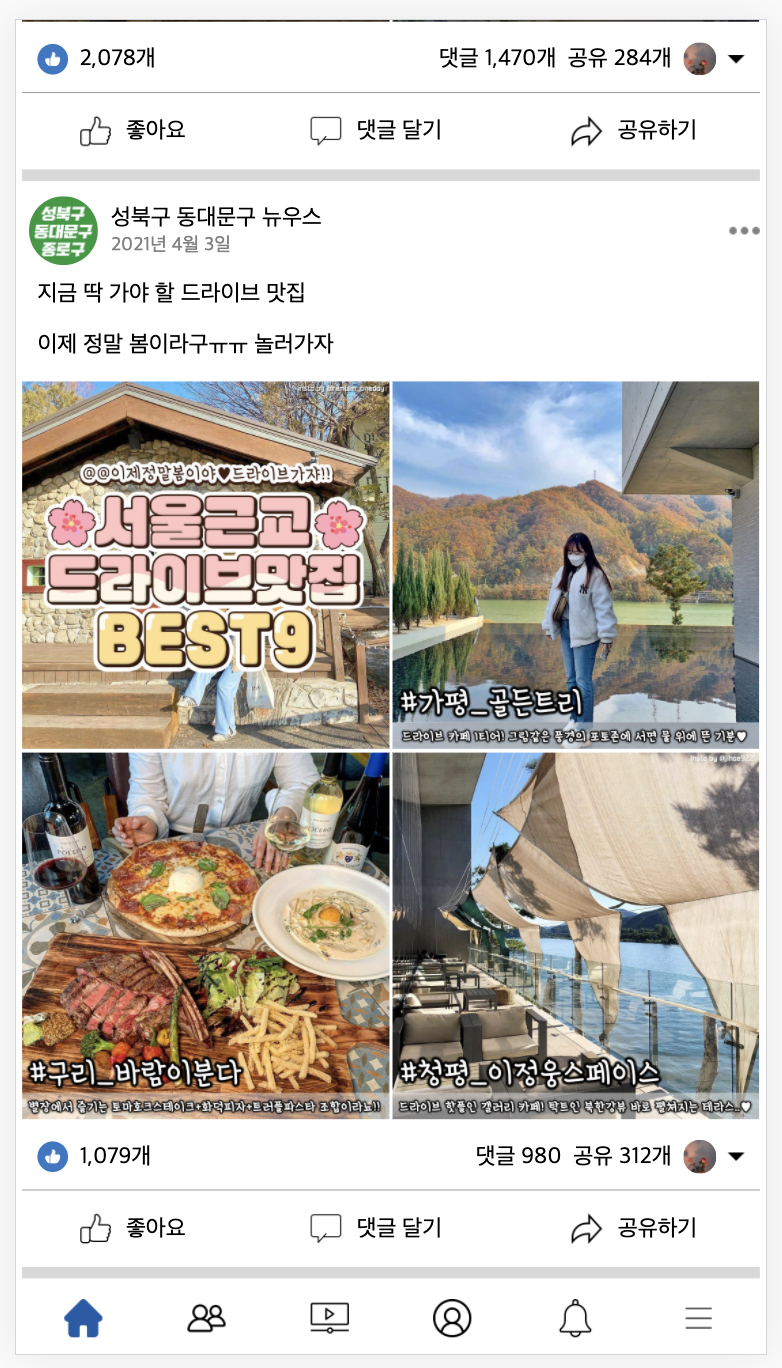 2,078개
댓글 1,470개 공유 284개
좋아요
댓글 달기
공유하기
성북구
동대문구
종로구
성북구 동대문구 뉴우스
2021년 4월 3일
지금 딱 가야 할 드라이브 맛집
이제 정말 봄이라구ㅠㅠ 놀러가자
@@이제정말봄이야♥드라이브가쟈!!
서울근교
드라이브맛집
BEST9
#가평_골든트리
드라이브 카페 1티어! 그림같은 풍경의 포토존에 서면 물 위에 뜬 기분♥
#구리_바람이분다
별장에서 즐기는 토마호크스테이크+화덕피자+트러플파스타 조합이라뇨!!
insta by @jihae922
#청평_이정웅스페이스
드라이브 핫플인 갤러리 카페! 탁트인 북한강뷰 바로 펼쳐지는 테라스..♥
1,079개
댓글 980 공유 312개
좋아요
댓글 달기
공유하기